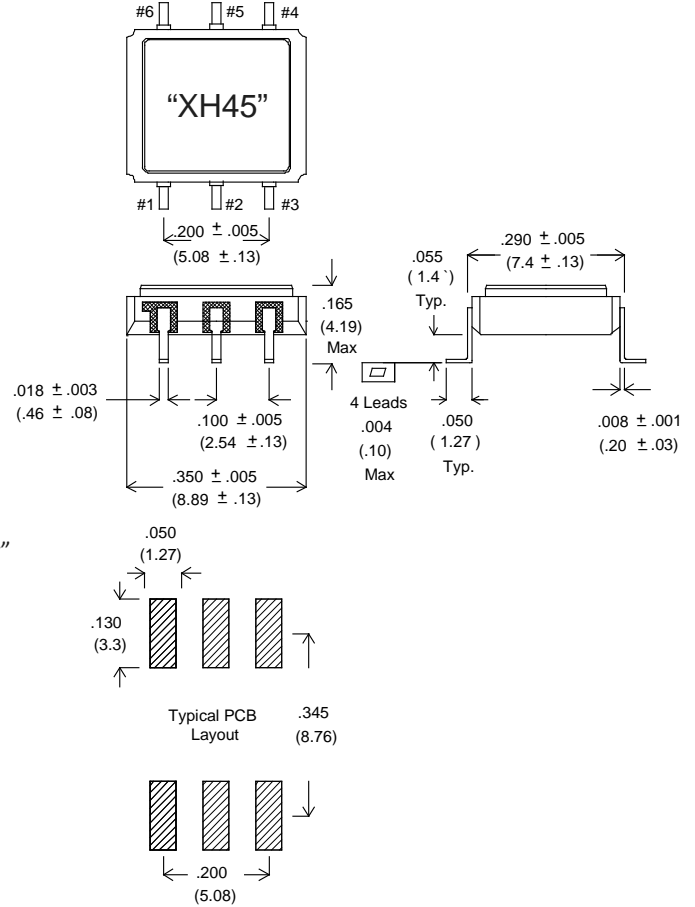 #6 #5 #4
“XH45”
#1 #2 #3
.200 ± .005
(5.08 ± .13)
.165
(4.19)
Max
.055
( 1.4 `)
Typ.
.290 ± .005
(7.4 ± .13)
.018 ± .003
(.46 ± .08)
.100 ± .005
(2.54 ± .13)
.350 ± .005
(8.89 ± .13)
4 Leads
.004
(.10)
Max
.050
( 1.27 )
Typ.
.008 ± .001
(.20 ± .03)
”
.050
(1.27)
.130
(3.3)
Typical PCB
Layout
.345
(8.76)
.200
(5.08)